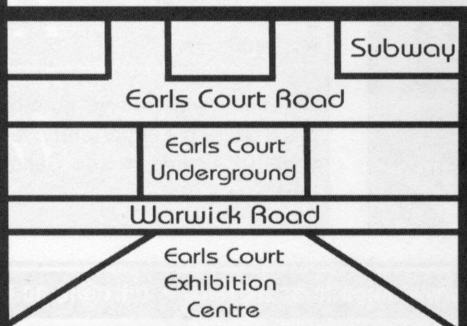 Subway
Earls Court Road
Earls Court
Underground
Warwick Road
Earls Court
Exhibition
Centre